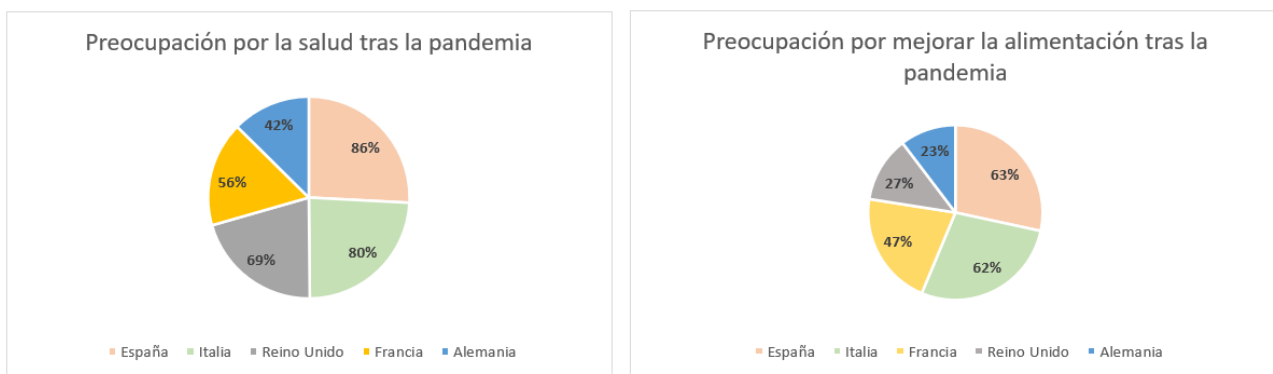 Preocupación por la salud tras la pandemia
42%
86%
56%
69%
80%
España Italia Reino Unido Francia Alemania
Preocupación por mejorar la alimentación tras la
pandemia
23%
63%
27%
47%
62%
España Italia Francia Reino Unido Alemania